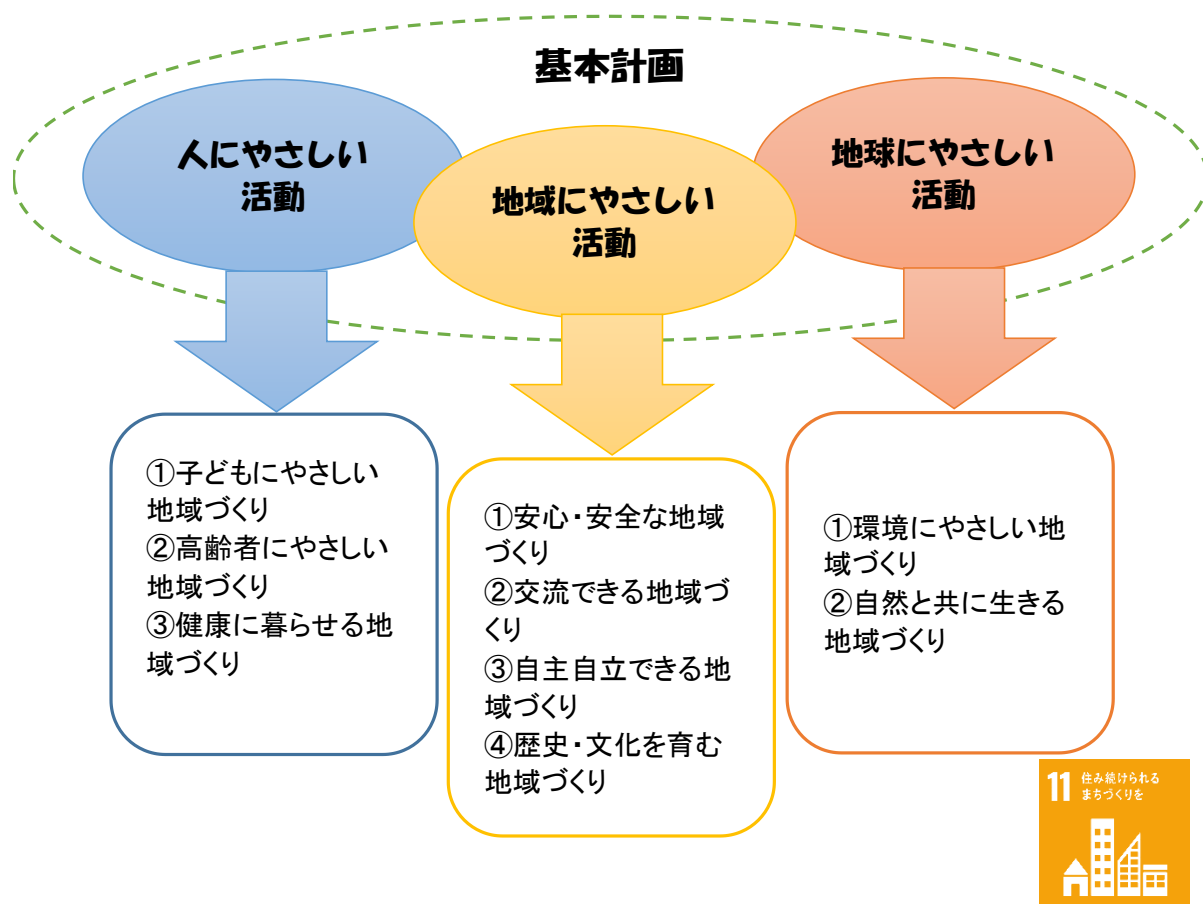 基本計画
人にやさしい
活動
地域にやさしい
活動
地球にやさしい
活動
①子どもにやさしい
地域づくり
②高齢者にやさしい
地域づくり
③健康に暮らせる地
域づくり
①安心・安全な地域
づくり
②交流できる地域づ
くり
③自主自立できる地
域づくり
④歴史・文化を育む
地域づくり
①環境にやさしい地
域づくり
②自然と共に生きる
地域づくり
11 住み続けられる
まちづくりを